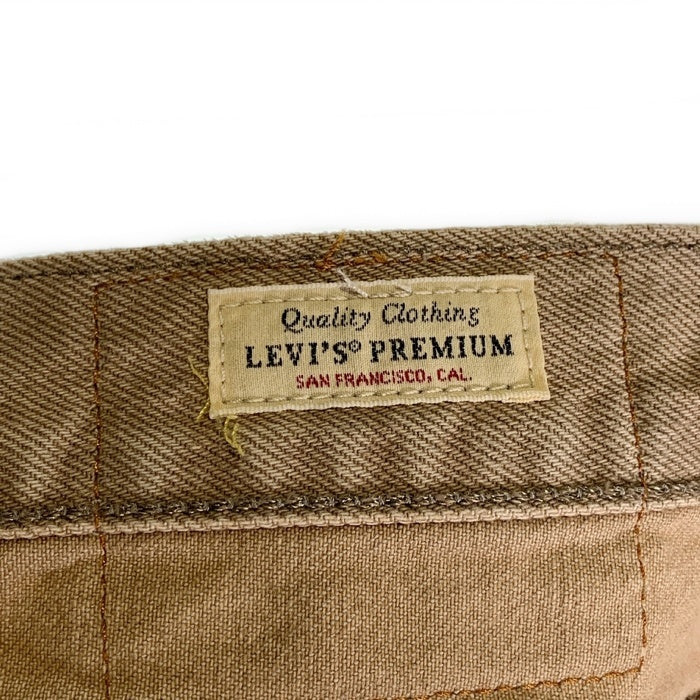 Quality Clothing
LEVI'S® PREMIUM
SAN FRANCISCO, CAL.